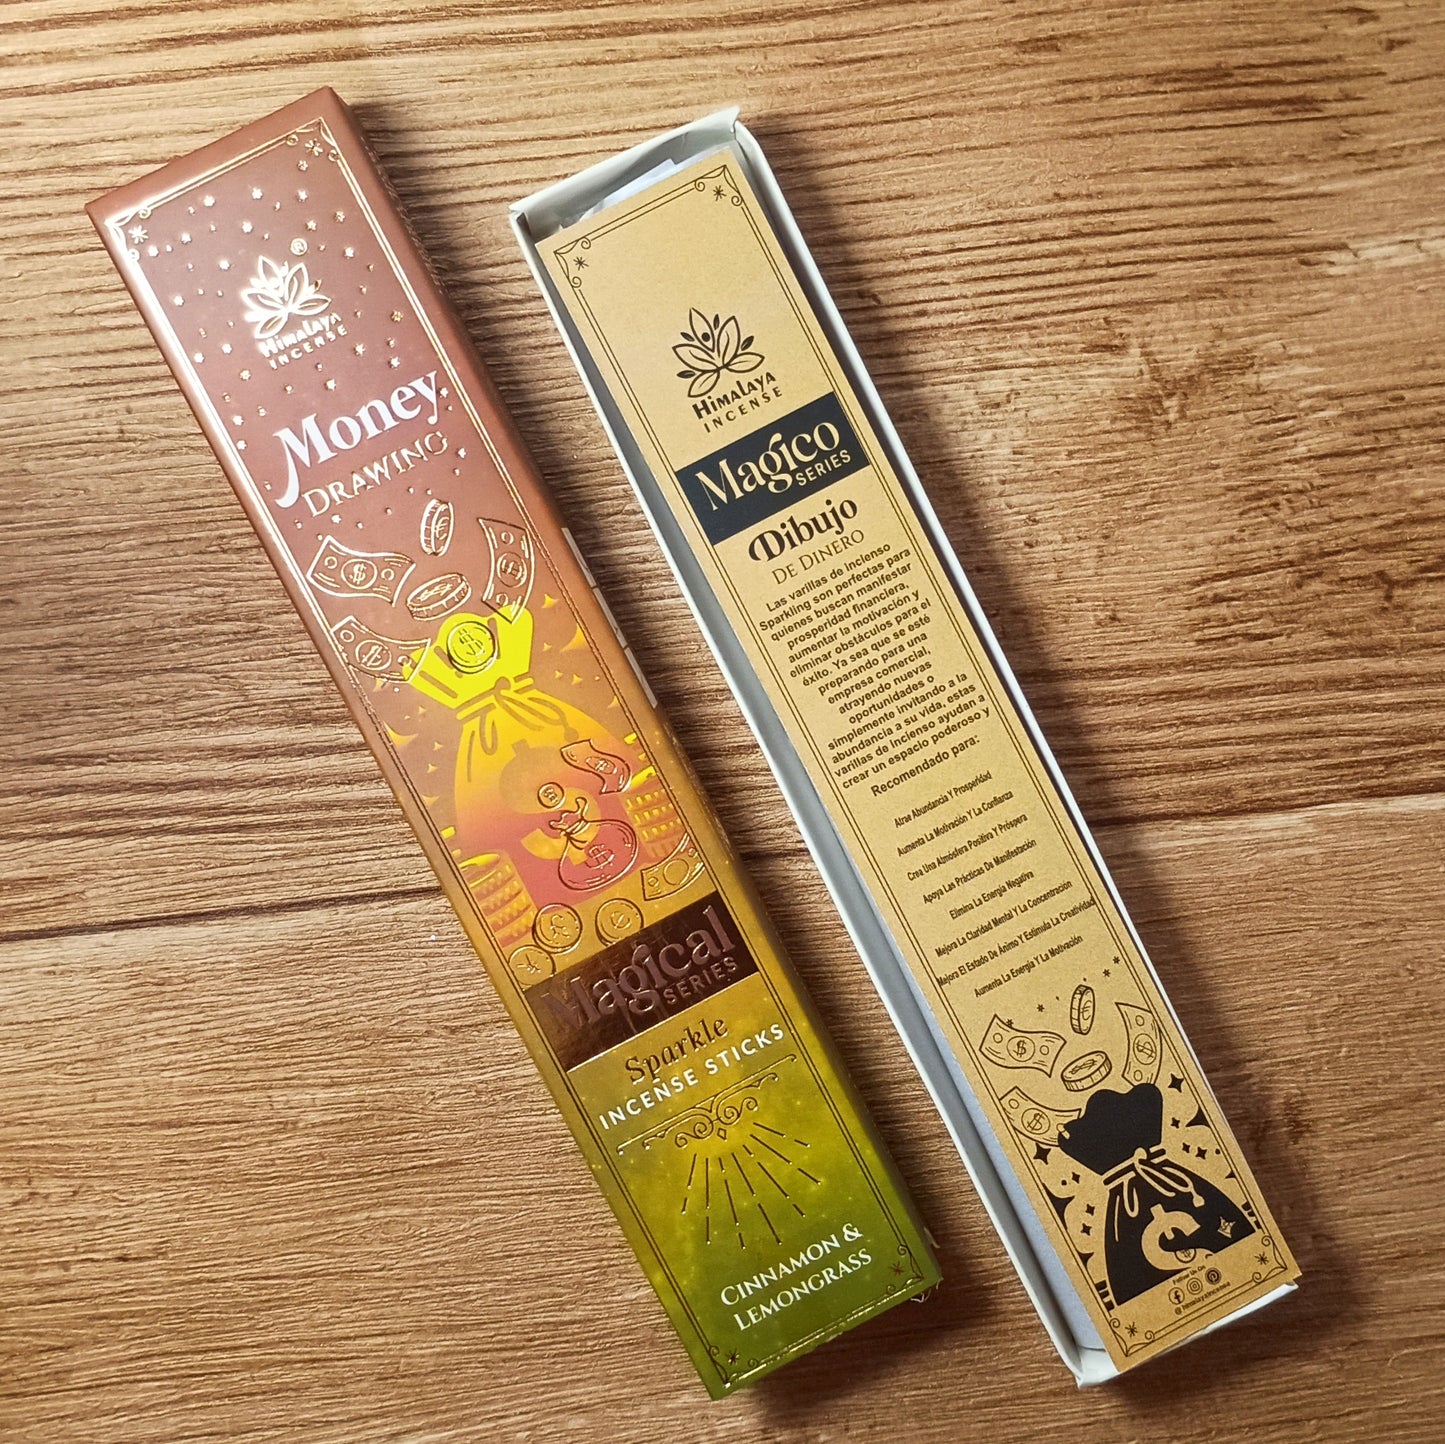 ®
Himalaya
INCENSE
Money
DRAWING
Magical
SERIES
Sparkle
INCENSE STICKS
CINNAMON &
LEMONGRASS
Himalaya
INCENSE
Magico
SERIES
Dibujo
DE DINERO
Las varillas de incienso
Sparkling son perfectas para
quienes buscan manifestar
prosperidad financiera,
aumentar la motivación y
eliminar obstáculos para el
éxito. Ya sea que se esté
preparando para una
empresa comercial,
atrayendo nuevas
oportunidades o
simplemente invitando a la
abundancia a su vida, estas
varillas de incienso ayudan a
crear un espacio poderoso y
Recomendado para:
Atrae Abundancia Y Prosperidad
Aumenta La Motivación Y La Confianza
Crea Una Atmósfera Positiva Y Próspera
Apoya Las Prácticas De Manifestación
Elimina La Energía Negativa
Mejora La Claridad Mental Y La Concentración
Mejora El Estado De Ánimo Y Estimula La Creatividad
Aumenta La Energía Y La Motivación
Follow Us On